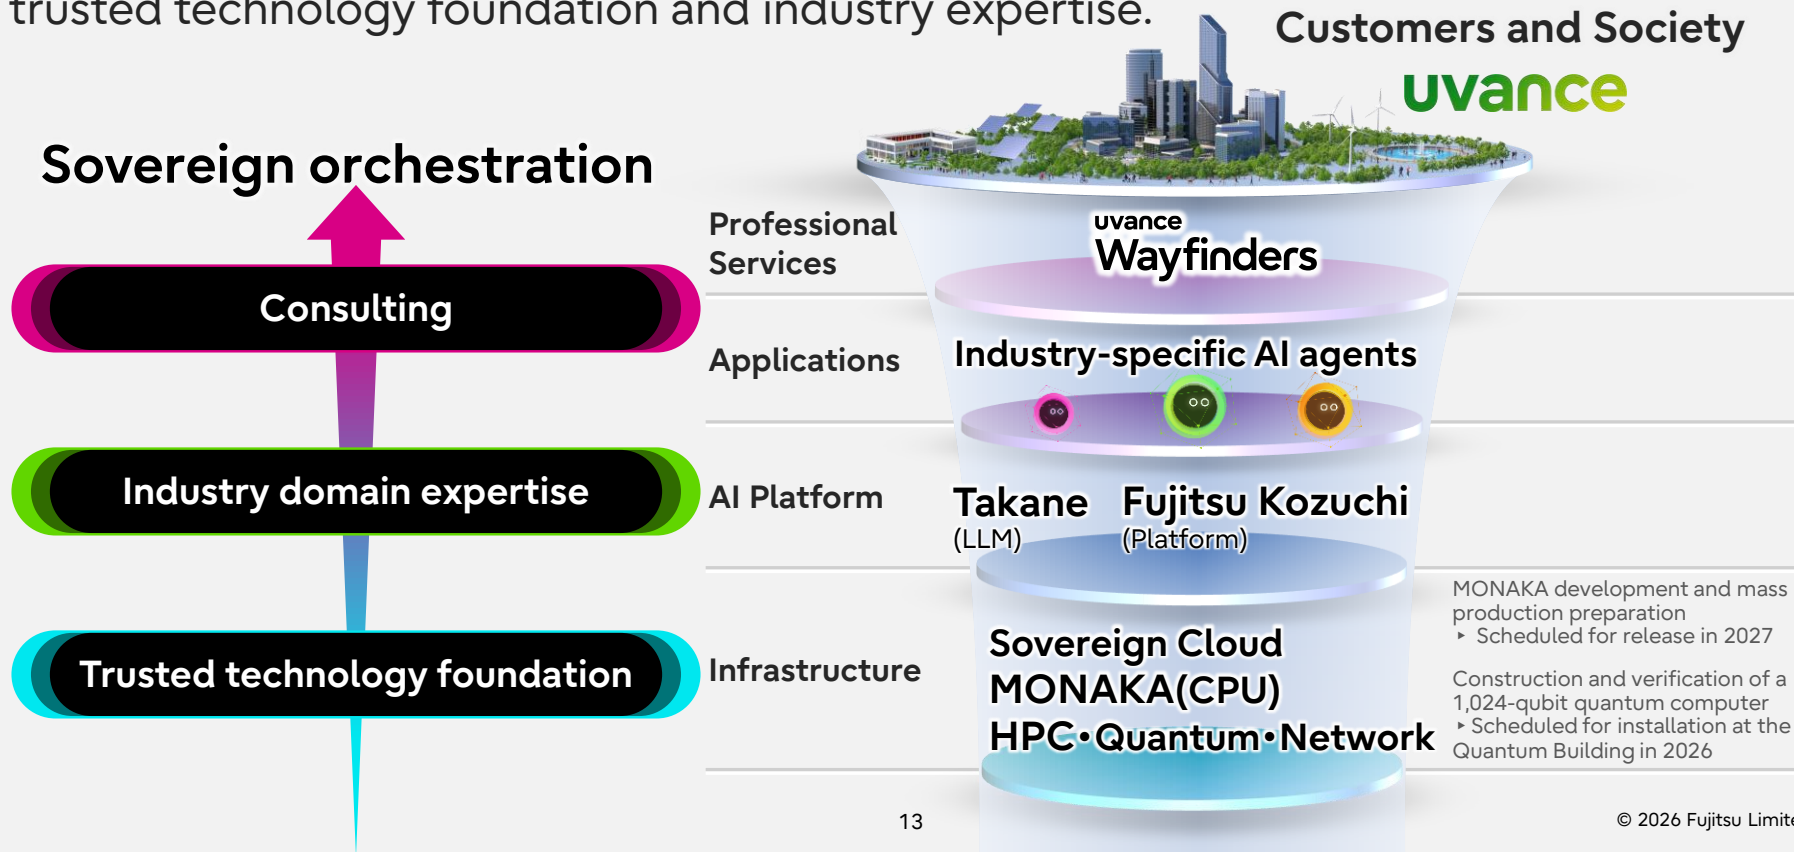 trusted technology foundation and industry expertise.
Customers and Society
uvance
Sovereign orchestration
Consulting
Industry domain expertise
Trusted technology foundation
Professional
Services
uvance
Wayfinders
Applications
Industry-specific AI agents
AI Platform
Takane
(LLM)
Fujitsu Kozuchi
(Platform)
Infrastructure
Sovereign Cloud
MONAKA(CPU)
HPC・Quantum・Network
MONAKA development and mass
production preparation
‣ Scheduled for release in 2027
Construction and verification of a
1,024-qubit quantum computer
‣ Scheduled for installation at the
Quantum Building in 2026
13
© 2026 Fujitsu